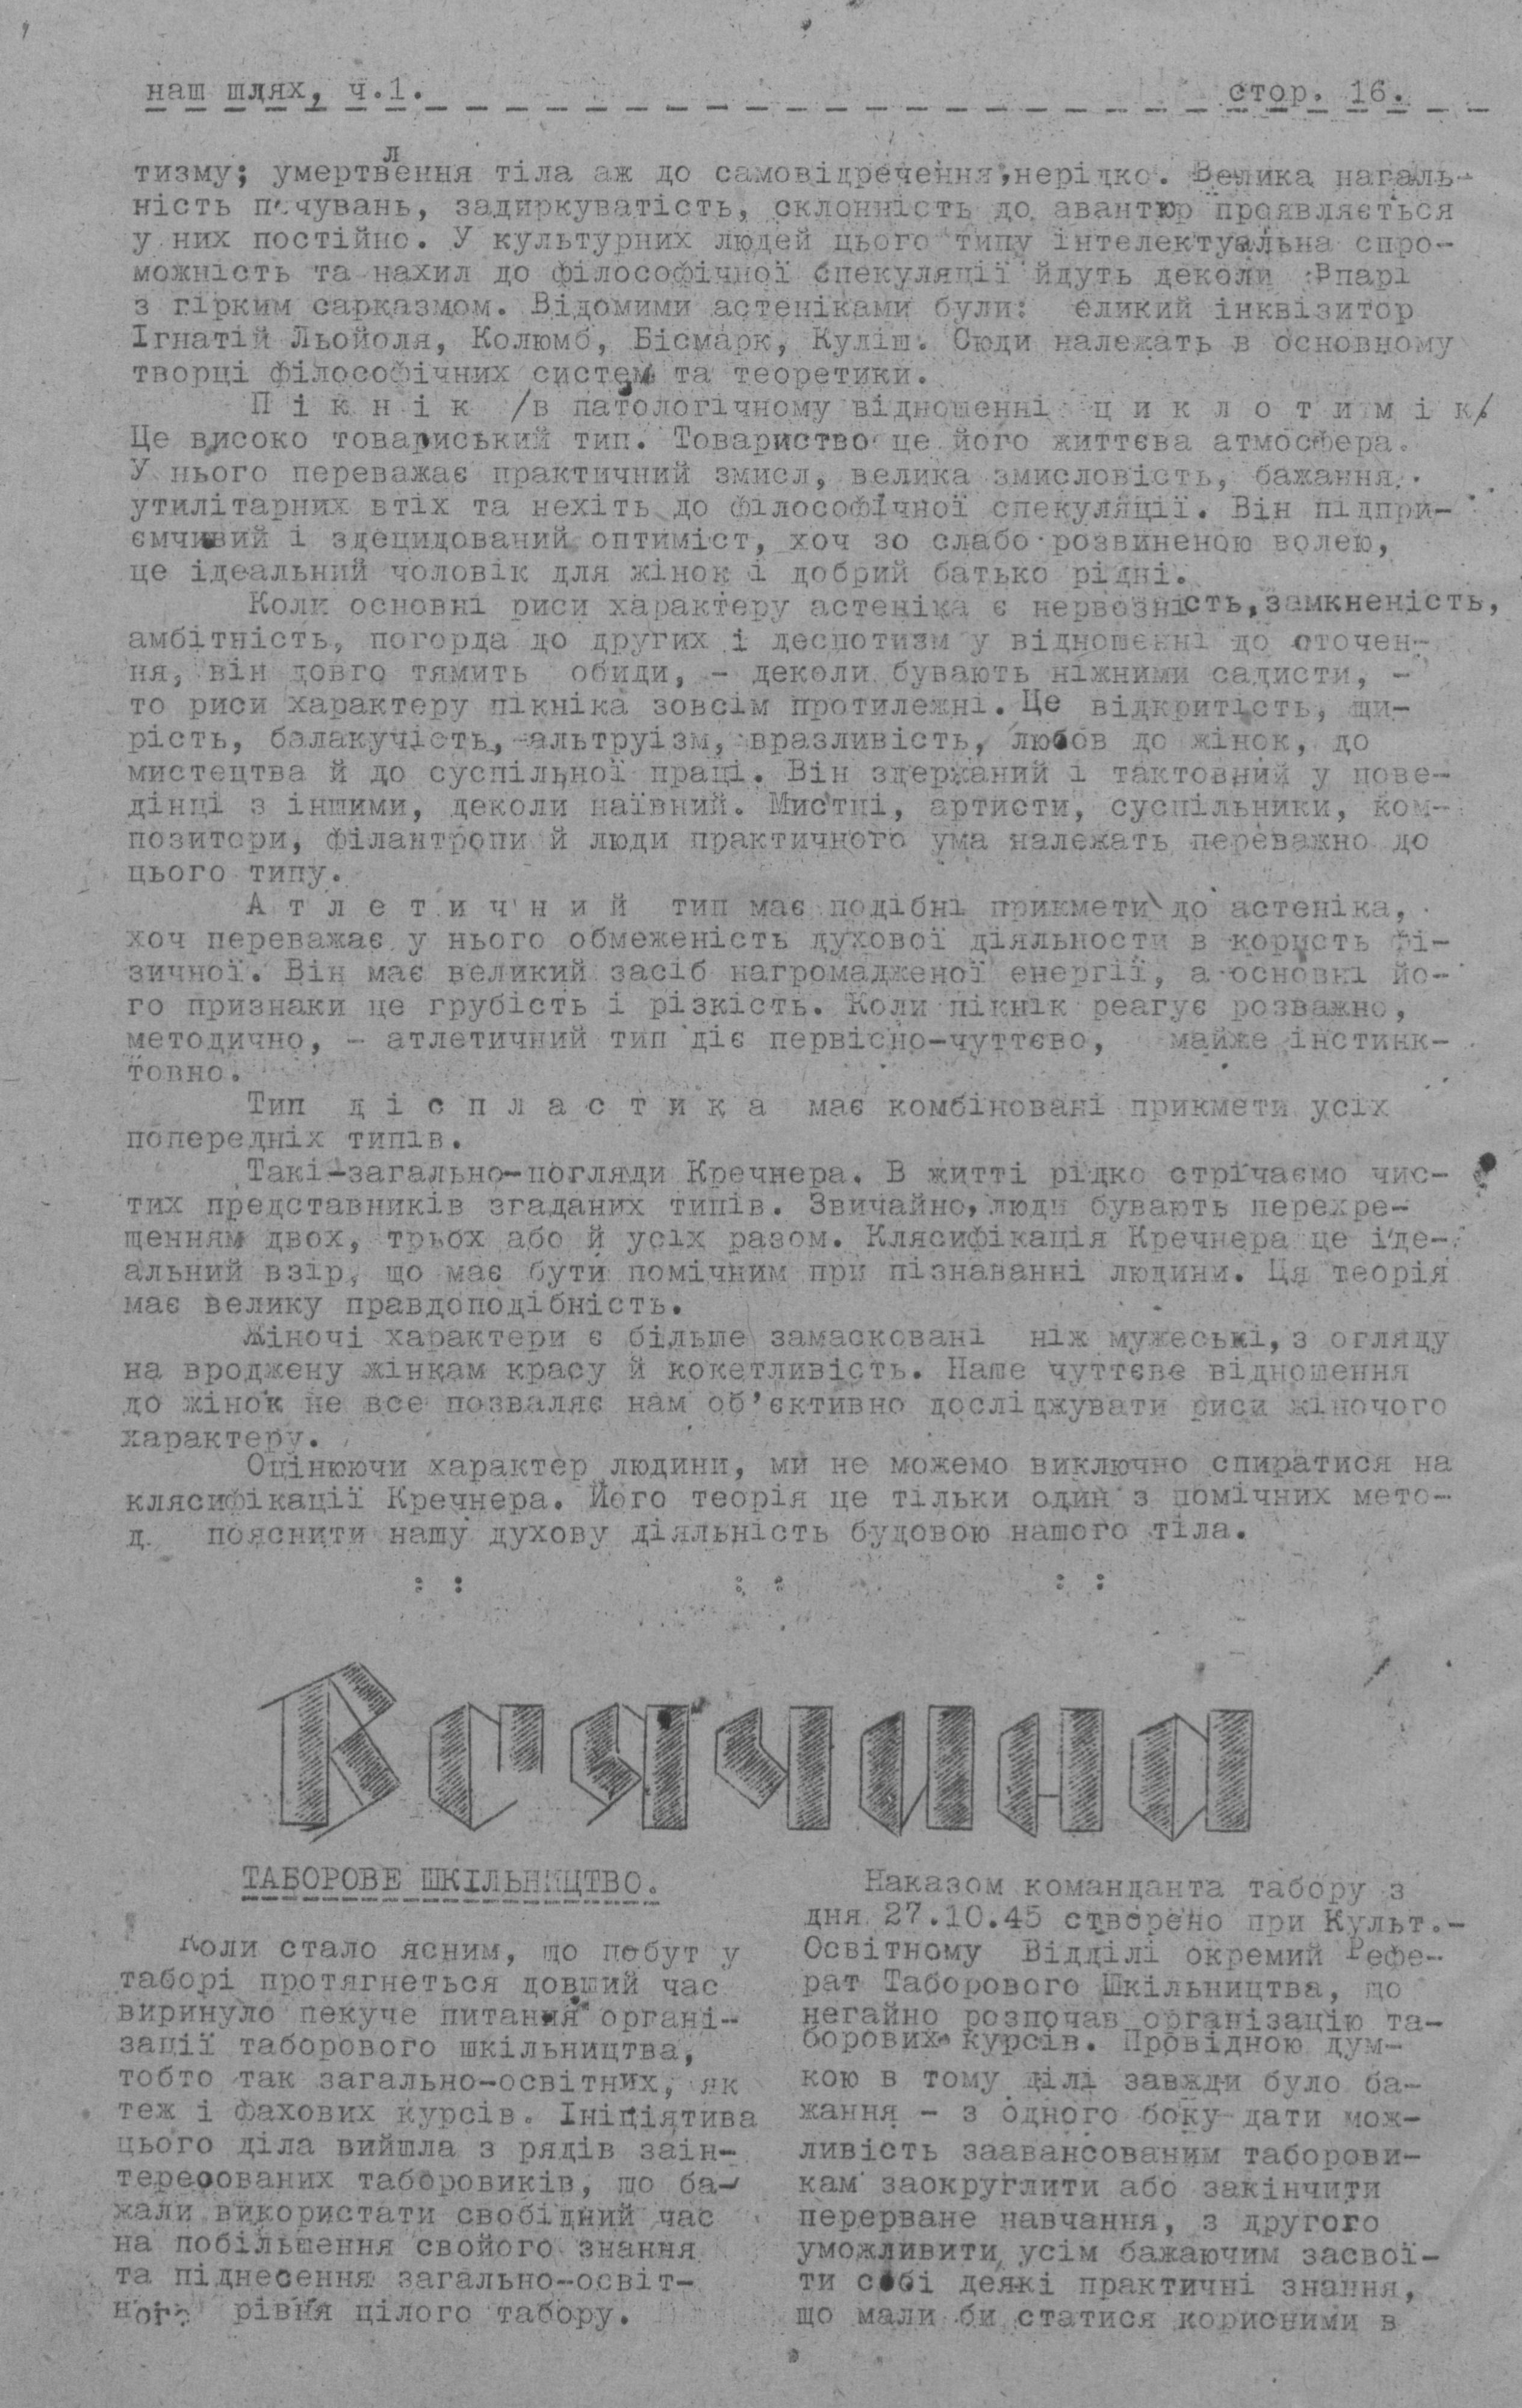 наш шлях, ч.1. стор. 16.
тизму; умертвлення тіла аж до самовідречення, нерідко. Велика нагаль-
ність почувань, задиркуватість, склонність до авантюр проявляється
у них постійно. У культурних людей цього типу інтелектуальна спро-
можність та нахил до філософічної спекуляції йдуть деколи впарі
з гірким сарказмом. Відомими астеніками були: еликий інквізитор
Ігнатій Льойоля, Колюмб, Бісмарк, Куліш. Сюди належать в основному
творці філософічних систем та теоретики.
П і к н і к /в патологічному відношенні ц и к л о т и м і к/.
Це високо товариський тип. Товариство це його життєва атмосфера.
У нього переважає практичний змисл, велика змисловість, бажання
утилітарних втіх та нехіть до філософічної спекуляції. Він підпри-
ємчивий і здецидований оптиміст, хоч зо слабо розвиненою волею,
це ідеальний чоловік для жінок і добрий батько рідні.
Коли основні риси характеру астеніка є нервозність, замкненість,
амбітність, погорда до других і деспотизм у відношенні до оточен-
ня, він довго тямить обиди, - деколи бувають ніжними садисти, -
то риси характеру пікніка зовсім протилежні. Це відкритість, щи-
рість, балакучість, альтруізм, вразливість, любов до жінок, до
мистецтва й до суспільної праці. Він здержаний і тактовний у пове-
дінці з іншими, деколи наївний. Мистці, артисти, суспільники, ком-
позитори, філантропи й люди практичного ума належать переважно до
цього типу.
А т л е т и ч н и й тип має подібні прикмети до астеніка,
хоч переважає у нього обмеженість духової діяльности в користь фі-
зичної. Він має великий засіб нагромадженої енергії, а основні йо-
го признаки це грубість і різкість. Коли пікнік реагує розважно,
методично, - атлетичний тип діє первісно-чуттєво, майже інстинк-
товно.
Тип д і с п л а с т и к а має комбіновані прикмети усіх
попередніх типів.
Такі-загально-погляди Кречнера. В житті рідко стрічаємо чис-
тих представників згаданих типів. Звичайно, люди бувають перехре-
щенням двох, трьох або й усіх разом. Клясифікація Кречнера це іде-
альний взір, що має бути помічним при пізнаванні людини. Ця теорія
має велику правдоподібність.
Жіночі характери є більше замасковані ніж мужеські, з огляду
на вроджену жінкам красу й кокетливість. Наше чуттєве відношення
до жінок не все позваляє нам об'єктивно досліджувати риси жіночого
характеру.
Оцінюючи характер людини, ми не можемо виключно спиратися на
клясифікації Кречнера. Його теорія це тільки один з помічних мето-
д. пояснити нашу духову діяльність будовою нашого тіла.
: : : : : :
Всячина
ТАБОРОВЕ ШКІЛЬНИЦТВО.
Коли стало ясним, що побут у
таборі протягнеться довший час
виринуло пекуче питання органі-
зації таборового шкільництва,
тобто так загально-освітних, як
теж і фахових курсів. Ініціятива
цього діла вийшла з рядів заін-
тересованих таборовиків, що ба-
жали використати свобідний час
на побільшення свойого знання
та піднесення загально-освіт-
ного рівня цілого табору.
Наказом команданта табору з
дня 27.10.45 створено при Культ.-
Освітному Відділі окремий Рефе-
рат Таборового Шкільництва, що
негайно розпочав організацію та-
борових курсів. Провідною дум-
кою в тому ділі завжди було ба-
жання - з одного боку дати мож-
ливість заавансованим таборови-
кам заокруглити або закінчити
перерване навчання, з другого
уможливити усім бажаючим засвої-
ти собі деякі практичні знання,
що мали би статися корисними в